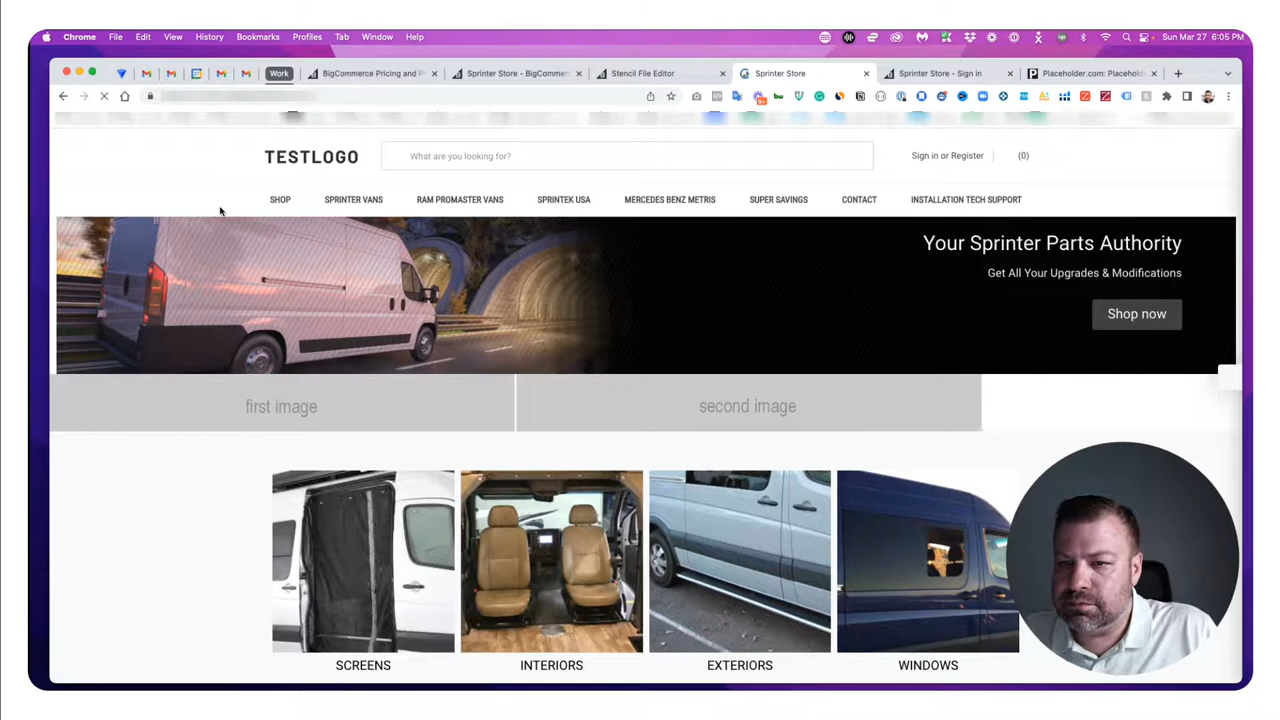 Chrome File Edit View History Bookmarks Profiles Tab Window Help Sun Mar 27 6:05 PM
Work BigCommerce Pricing and P Sprinter Store - BigCommerc Stencil File Editor Sprinter Store Sprinter Store - Sign in Placeholder.com: Placehold
TESTLOGO What are you looking for? Sign in or Register (0)
SHOP SPRINTER VANS RAM PROMASTER VANS SPRINTEK USA MERCEDES BENZ METRIS SUPER SAVINGS CONTACT INSTALLATION TECH SUPPORT
Your Sprinter Parts Authority
Get All Your Upgrades & Modifications
Shop now
first image second image
SCREENS INTERIORS EXTERIORS WINDOWS